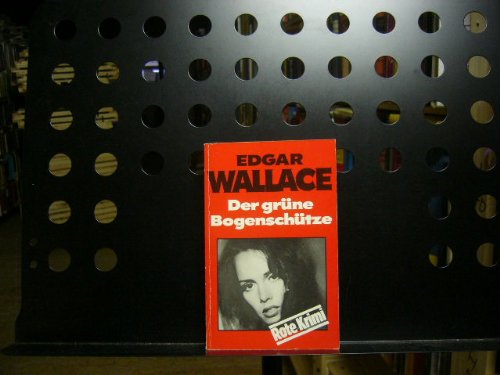 EDGAR
WALLACE
Der grüne
Bogenschütze
Rote Krimi